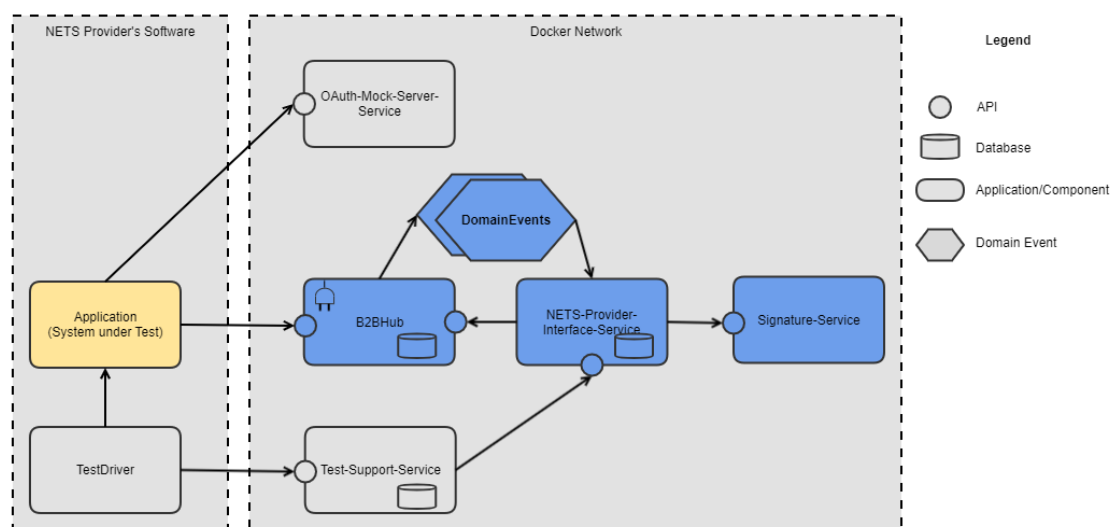 NETS Provider's Software
Docker Network
Legend
OAuth-Mock-Server-
Service
API
Database
Application/Component
DomainEvents
Domain Event
Application
(System under Test)
B2BHub
NETS-Provider-
Interface-Service
Signature-Service
TestDriver
Test-Support-Service